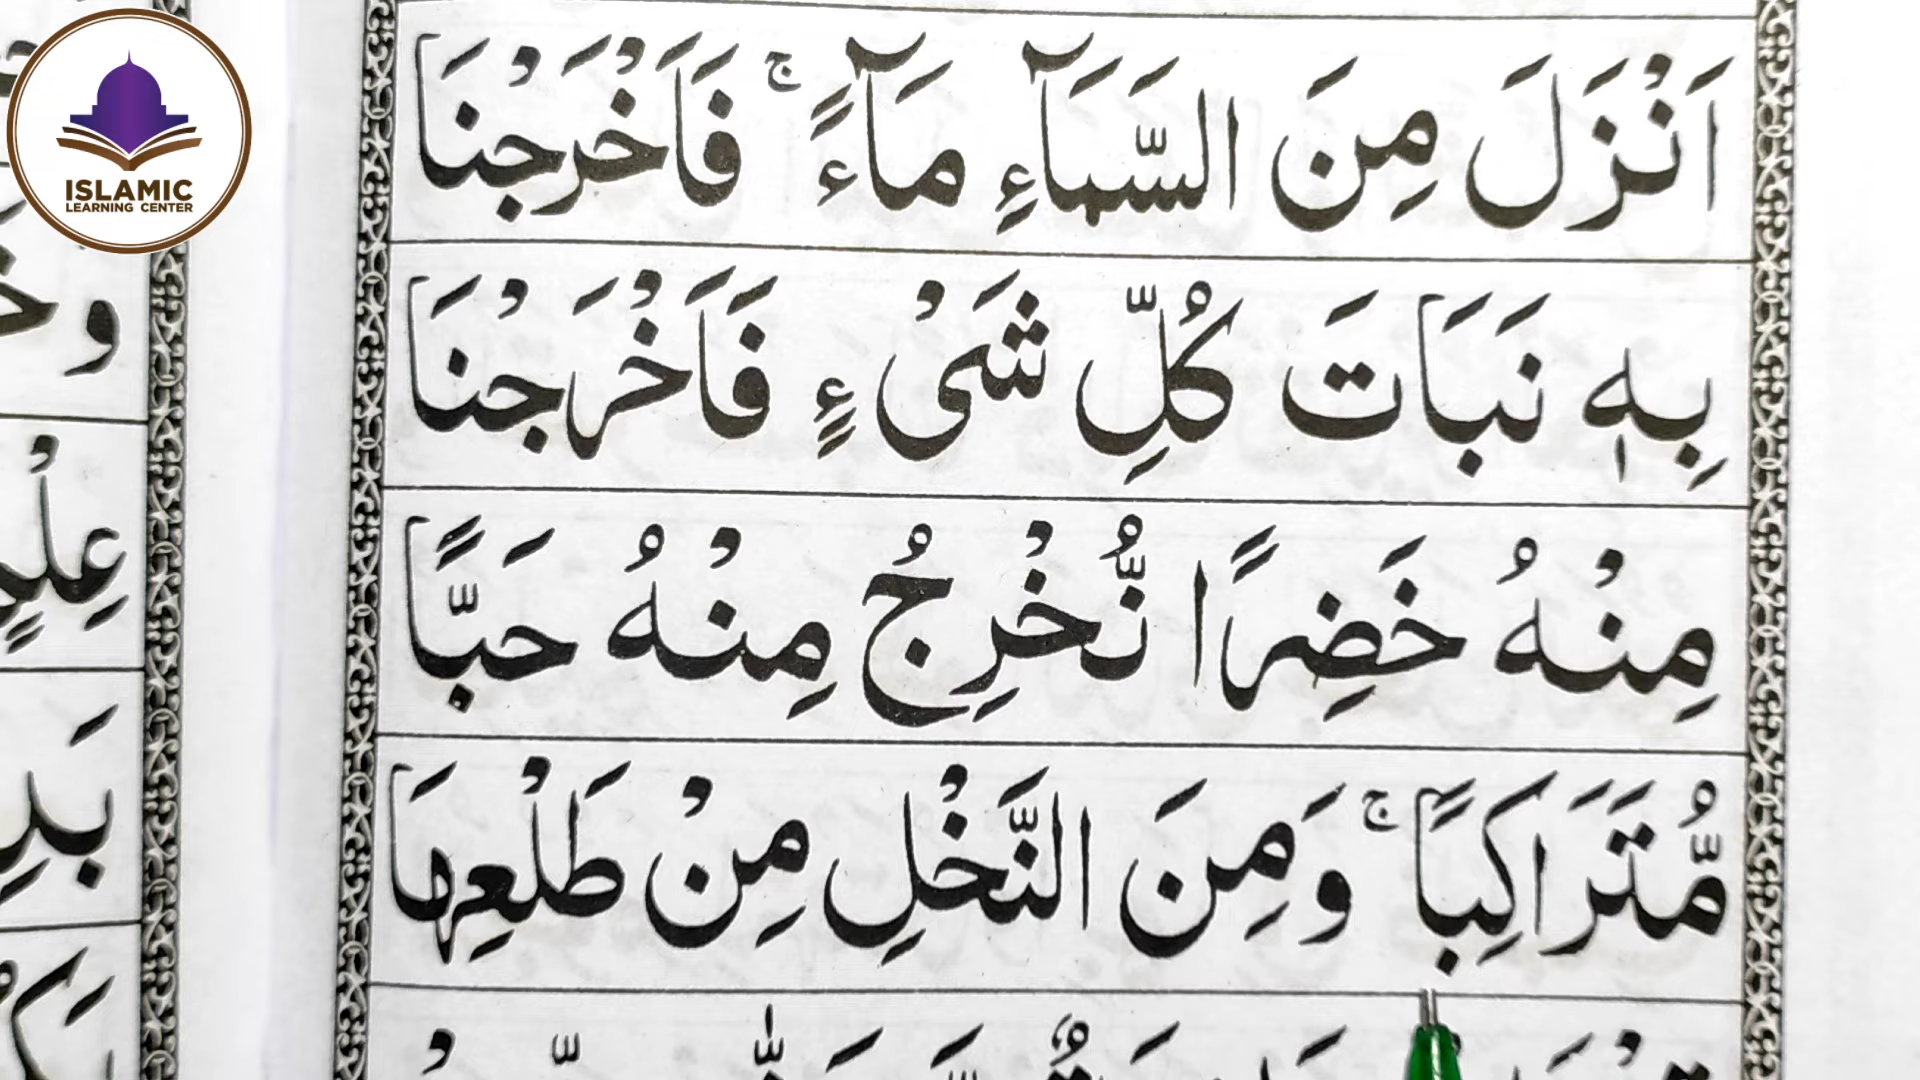 ISLAMIC
LEARNING CENTER
اَنْزَلَ مِنَ السَّمَآءِ مَآءً ۚ فَاَخْرَجْنَا
بِهٖ نَبَاتَ كُلِّ شَیْءٍ فَاَخْرَجْنَا
مِنْهُ خَضِرًا نُّخْرِجُ مِنْهُ حَبًّا
مُّتَرَاكِبًا ۚ وَمِنَ النَّخْلِ مِنْ طَلْعِهَا